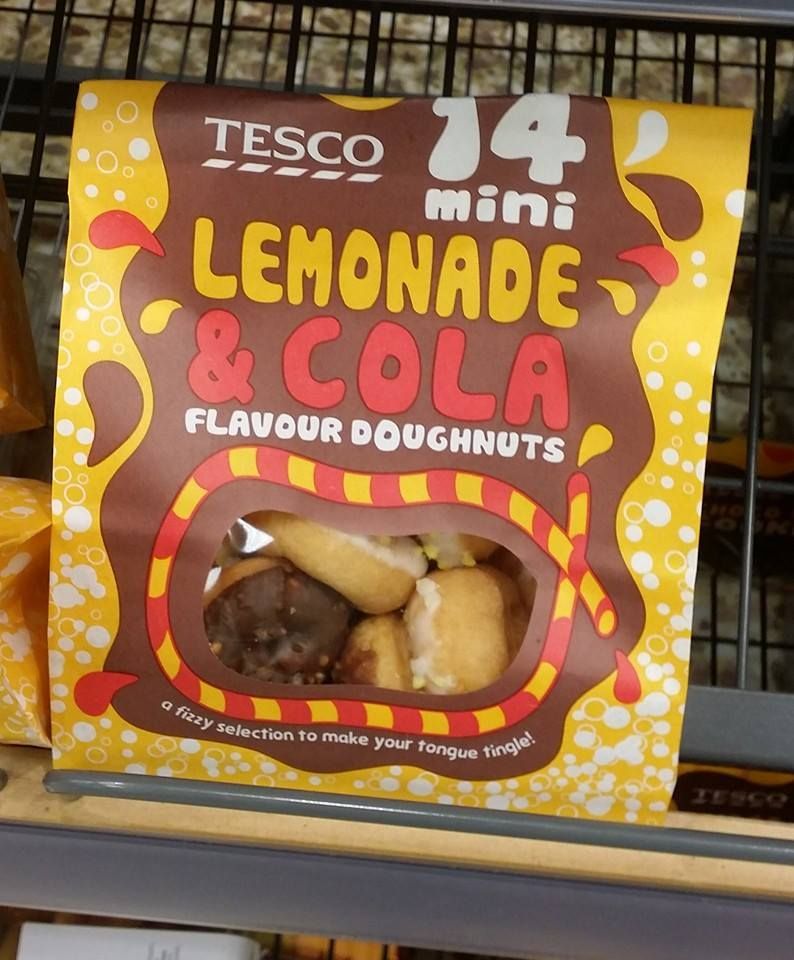 TESCO
14
mini
LEMONADE
& COLA
FLAVOUR DOUGHNUTS
a fizzy selection to make your tongue tingle!
TESCO